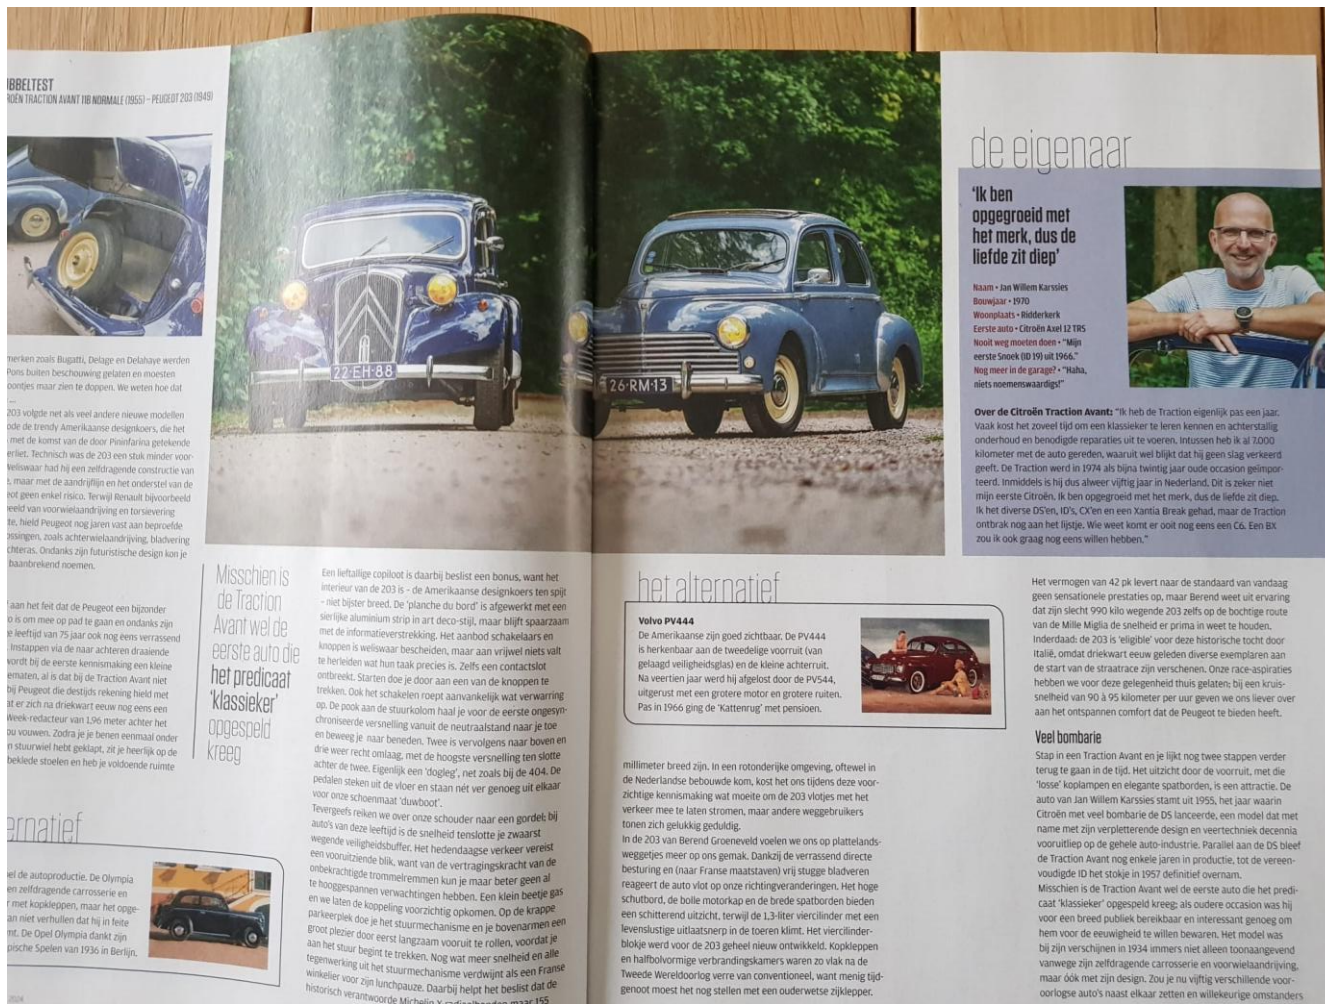 BBELTEST
ROËN TRACTION AVANT 11B NORMALE (1955) – PEUGEOT 203 (1949)
merken zoals Bugatti, Delage en Delahaye werden
Pons buiten beschouwing gelaten en moesten
oontjes maar zien te doppen. We weten hoe dat
...
203 volgde net als veel andere nieuwe modellen
ode de trendy Amerikaanse designkoers, die het
met de komst van de door Pininfarina getekende
erliet. Technisch was de 203 een stuk minder voor-
Weliswaar had hij een zelfdragende constructie van
, maar met de aandrijflijn en het onderstel van de
ot geen enkel risico. Terwijl Renault bijvoorbeeld
eeld van voorwielaandrijving en torsievering
te, hield Peugeot nog jaren vast aan beproefde
ossingen, zoals achterwielaandrijving, bladvering
chteras. Ondanks zijn futuristische design kon je
baanbrekend noemen.
aan het feit dat de Peugeot een bijzonder
o is om mee op pad te gaan en ondanks zijn
e leeftijd van 75 jaar ook nog eens verrassend
. Instappen via de naar achteren draaiende
wordt bij de eerste kennismaking een kleine
ematen, al is dat bij de Traction Avant niet
bij Peugeot die destijds rekening hield met
at er zich na driekwart eeuw nog eens een
Week-redacteur van 1,96 meter achter het
ou vouwen. Zodra je je benen eenmaal onder
n stuurwiel hebt geklapt, zit je heerlijk op de
beklede stoelen en heb je voldoende ruimte
ernatief
el de autoproductie. De Olympia
en zelfdragende carrosserie en
r met kopkleppen, maar het opge-
an niet verhullen dat hij in feite
mt. De Opel Olympia dankt zijn
pische Spelen van 1936 in Berlijn.
2024
22-EH-88
26-RM-13
Misschien is
de Traction
Avant wel de
eerste auto die
het predicaat
'klassieker'
opgespeld
kreeg
Een lieftallige copiloot is daarbij beslist een bonus, want het
interieur van de 203 is - de Amerikaanse designkoers ten spijt
- niet bijster breed. De 'planche du bord' is afgewerkt met een
sierlijke aluminium strip in art deco-stijl, maar blijft spaarzaam
met de informatieverstrekking. Het aanbod schakelaars en
knoppen is weliswaar bescheiden, maar aan vrijwel niets valt
te herleiden wat hun taak precies is. Zelfs een contactslot
ontbreekt. Starten doe je door aan een van de knoppen te
trekken. Ook het schakelen roept aanvankelijk wat verwarring
op. De pook aan de stuurkolom haal je voor de eerste ongesyn-
chroniseerde versnelling vanuit de neutraalstand naar je toe
en beweeg je naar beneden. Twee is vervolgens naar boven en
drie weer recht omlaag, met de hoogste versnelling ten slotte
achter de twee. Eigenlijk een 'dogleg', net zoals bij de 404. De
pedalen steken uit de vloer en staan nét ver genoeg uit elkaar
voor onze schoenmaat 'duwboot'.
Tevergeefs reiken we over onze schouder naar een gordel: bij
auto's van deze leeftijd is de snelheid tenslotte je zwaarst
wegende veiligheidsbuffer. Het hedendaagse verkeer vereist
een vooruitziende blik, want van de vertragingskracht van de
onbekrachtigde trommelremmen kun je maar beter geen al
te hooggespannen verwachtingen hebben. Een klein beetje gas
en we laten de koppeling voorzichtig opkomen. Op de krappe
parkeerplek doe je het stuurmechanisme en je bovenarmen een
groot plezier door eerst langzaam vooruit te rollen, voordat je
aan het stuur begint te trekken. Nog wat meer snelheid en alle
tegenwerking uit het stuurmechanisme verdwijnt als een Franse
winkelier voor zijn lunchpauze. Daarbij helpt het beslist dat de
historisch verantwoorde Michelin X-radiaalbanden maar 155
het alternatief
Volvo PV444
De Amerikaanse zijn goed zichtbaar. De PV444
is herkenbaar aan de tweedelige voorruit (van
gelaagd veiligheidsglas) en de kleine achterruit.
Na veertien jaar werd hij afgelost door de PV544,
uitgerust met een grotere motor en grotere ruiten.
Pas in 1966 ging de 'Kattenrug' met pensioen.
millimeter breed zijn. In een rotonderijke omgeving, oftewel in
de Nederlandse bebouwde kom, kost het ons tijdens deze voor-
zichtige kennismaking wat moeite om de 203 vlotjes met het
verkeer mee te laten stromen, maar andere weggebruikers
tonen zich gelukkig geduldig.
In de 203 van Berend Groeneveld voelen we ons op plattelands-
weggetjes meer op ons gemak. Dankzij de verrassend directe
besturing en (naar Franse maatstaven) vrij stugge bladveren
reageert de auto vlot op onze richtingveranderingen. Het hoge
schutbord, de bolle motorkap en de brede spatborden bieden
een schitterend uitzicht, terwijl de 1,3-liter viercilinder met een
levenslustige uitlaatsnerp in de toeren klimt. Het viercilinder-
blokje werd voor de 203 geheel nieuw ontwikkeld. Kopkleppen
en halfbolvormige verbrandingskamers waren zo vlak na de
Tweede Wereldoorlog verre van conventioneel, want menig tijd-
genoot moest het nog stellen met een ouderwetse zijklepper.
de eigenaar
'Ik ben
opgegroeid met
het merk, dus de
liefde zit diep'
Naam • Jan Willem Karssies
Bouwjaar • 1970
Woonplaats • Ridderkerk
Eerste auto • Citroën Axel 12 TRS
Nooit weg moeten doen • "Mijn
eerste Snoek (ID 19) uit 1966."
Nog meer in de garage? • "Haha,
niets noemenswaardigs!"
Over de Citroën Traction Avant: "Ik heb de Traction eigenlijk pas een jaar.
Vaak kost het zoveel tijd om een klassieker te leren kennen en achterstallig
onderhoud en benodigde reparaties uit te voeren. Intussen heb ik al 7.000
kilometer met de auto gereden, waaruit wel blijkt dat hij geen slag verkeerd
geeft. De Traction werd in 1974 als bijna twintig jaar oude occasion geïmpor-
teerd. Inmiddels is hij dus alweer vijftig jaar in Nederland. Dit is zeker niet
mijn eerste Citroën. Ik ben opgegroeid met het merk, dus de liefde zit diep.
Ik het diverse DS'en, ID's, CX'en en een Xantia Break gehad, maar de Traction
ontbrak nog aan het lijstje. Wie weet komt er ooit nog eens een C6. Een BX
zou ik ook graag nog eens willen hebben."
Het vermogen van 42 pk levert naar de standaard van vandaag
geen sensationele prestaties op, maar Berend weet uit ervaring
dat zijn slecht 990 kilo wegende 203 zelfs op de bochtige route
van de Mille Miglia de snelheid er prima in weet te houden.
Inderdaad: de 203 is 'eligible' voor deze historische tocht door
Italië, omdat driekwart eeuw geleden diverse exemplaren aan
de start van de straatrace zijn verschenen. Onze race-aspiraties
hebben we voor deze gelegenheid thuis gelaten; bij een kruis-
snelheid van 90 à 95 kilometer per uur geven we ons liever over
aan het ontspannen comfort dat de Peugeot te bieden heeft.
Veel bombarie
Stap in een Traction Avant en je lijkt nog twee stappen verder
terug te gaan in de tijd. Het uitzicht door de voorruit, met die
'losse' koplampen en elegante spatborden, is een attractie. De
auto van Jan Willem Karssies stamt uit 1955, het jaar waarin
Citroën met veel bombarie de DS lanceerde, een model dat met
name met zijn verpletterende design en veertechniek decennia
vooruitliep op de gehele auto-industrie. Parallel aan de DS bleef
de Traction Avant nog enkele jaren in productie, tot de vereen-
voudigde ID het stokje in 1957 definitief overnam.
Misschien is de Traction Avant wel de eerste auto die het predi-
caat 'klassieker' opgespeld kreeg; als oudere occasion was hij
voor een breed publiek bereikbaar en interessant genoeg om
hem voor de eeuwigheid te willen bewaren. Het model was
bij zijn verschijnen in 1934 immers niet alleen toonaangevend
vanwege zijn zelfdragende carrosserie en voorwielaandrijving,
maar óók met zijn design. Zou je nu vijftig verschillende voor-
oorlogse auto's naast elkaar zetten en willekeurige omstanders